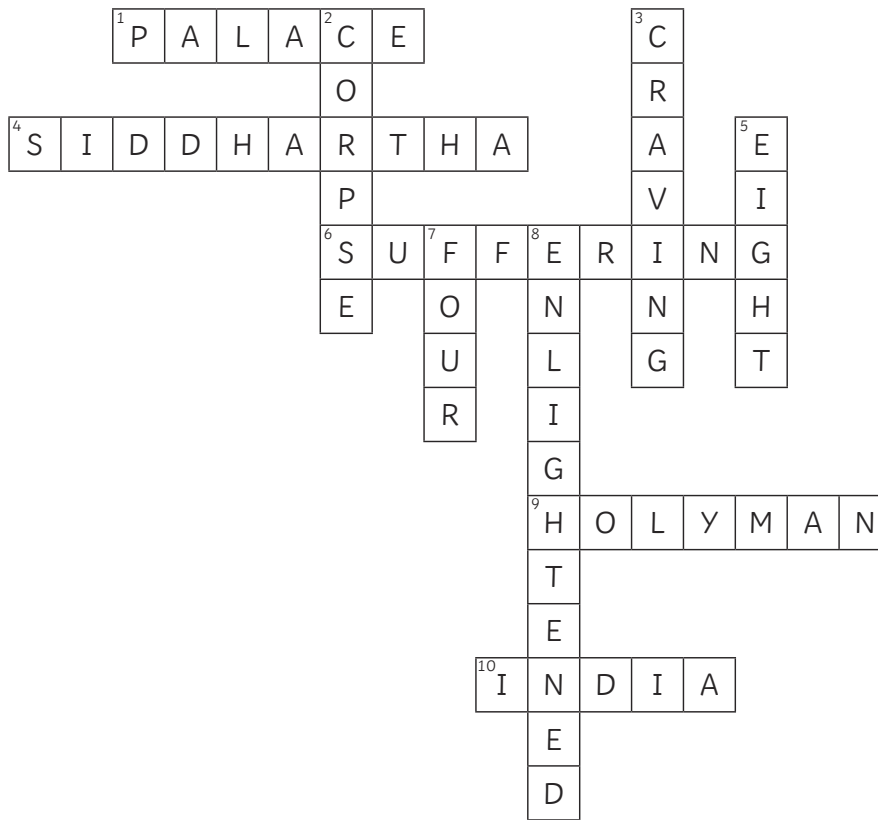 1 P A L A 2 C E 3 C
O R
4 S I D D H A R T H A A 5 E
P V I
6 S U 7 F F 8 E R I N G
E O N N H
U L G T
R I
G
9 H O L Y M A N
T
E
10 I N D I A
E
D